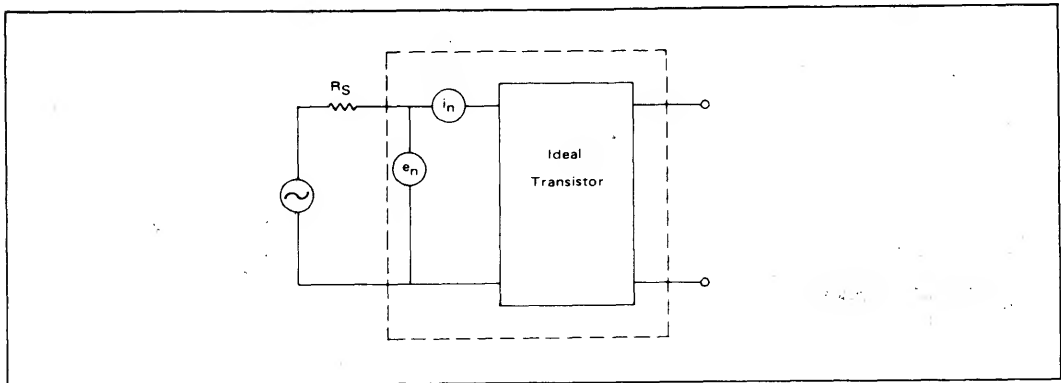 R_S
i_n
e_n
Ideal
Transistor